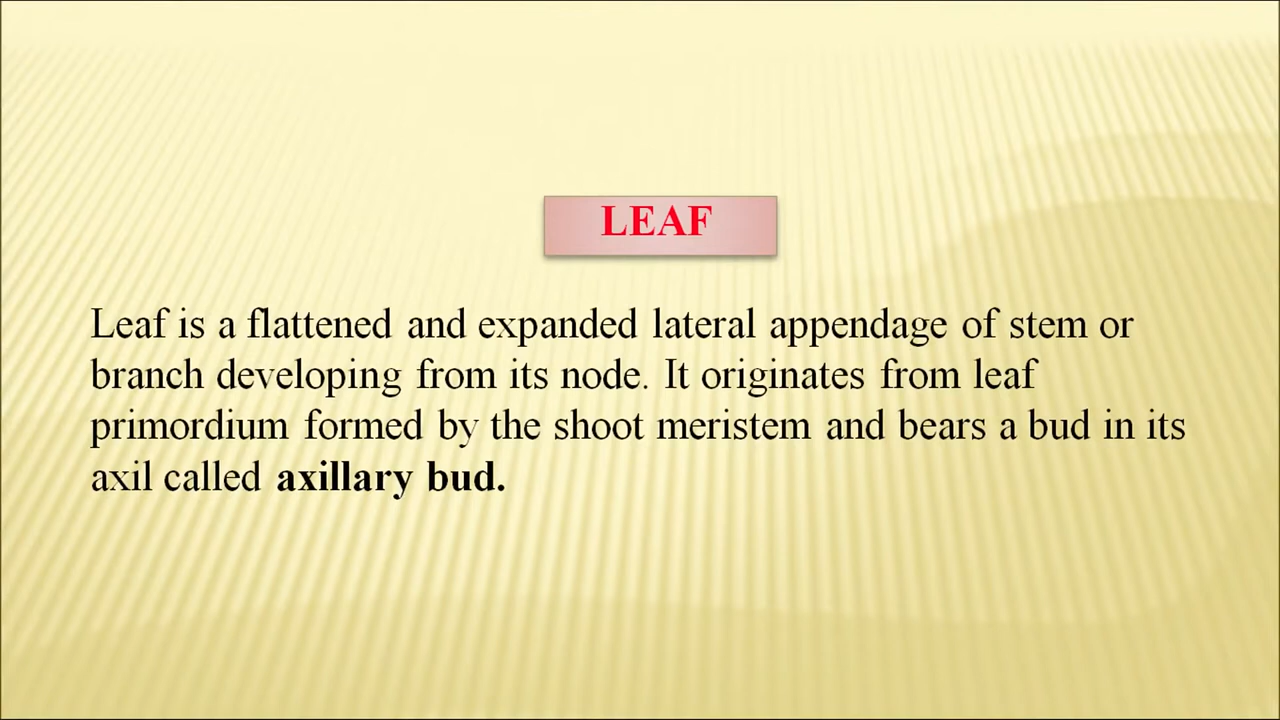 LEAF
Leaf is a flattened and expanded lateral appendage of stem or
branch developing from its node. It originates from leaf
primordium formed by the shoot meristem and bears a bud in its
axil called axillary bud.